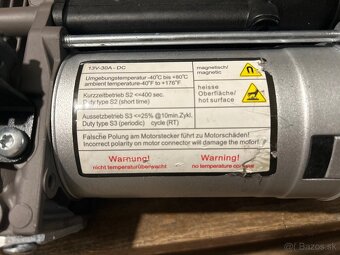 13V-30A - DC
Umgebungstemperatur -40°C bis +80°C
ambient temperatur -40°F to +176°F
magnetisch/
magnetic
Kurzzeitbetrieb S2 <=400 sec.
Duty type S2 (short time)
heisse
Oberfläche/
hot surface
Aussetzbetrieb S3 <=25% @10min.Zykl.
Duty type S3 (periodic) cycle (RT)
Falsche Polung am Motorstecker führt zu Motorschäden!
Incorrect polarity on motor connector will damage the motor!
Warnung!
nicht temperaturüberwacht
Warning!
no temperature control
bazos.sk